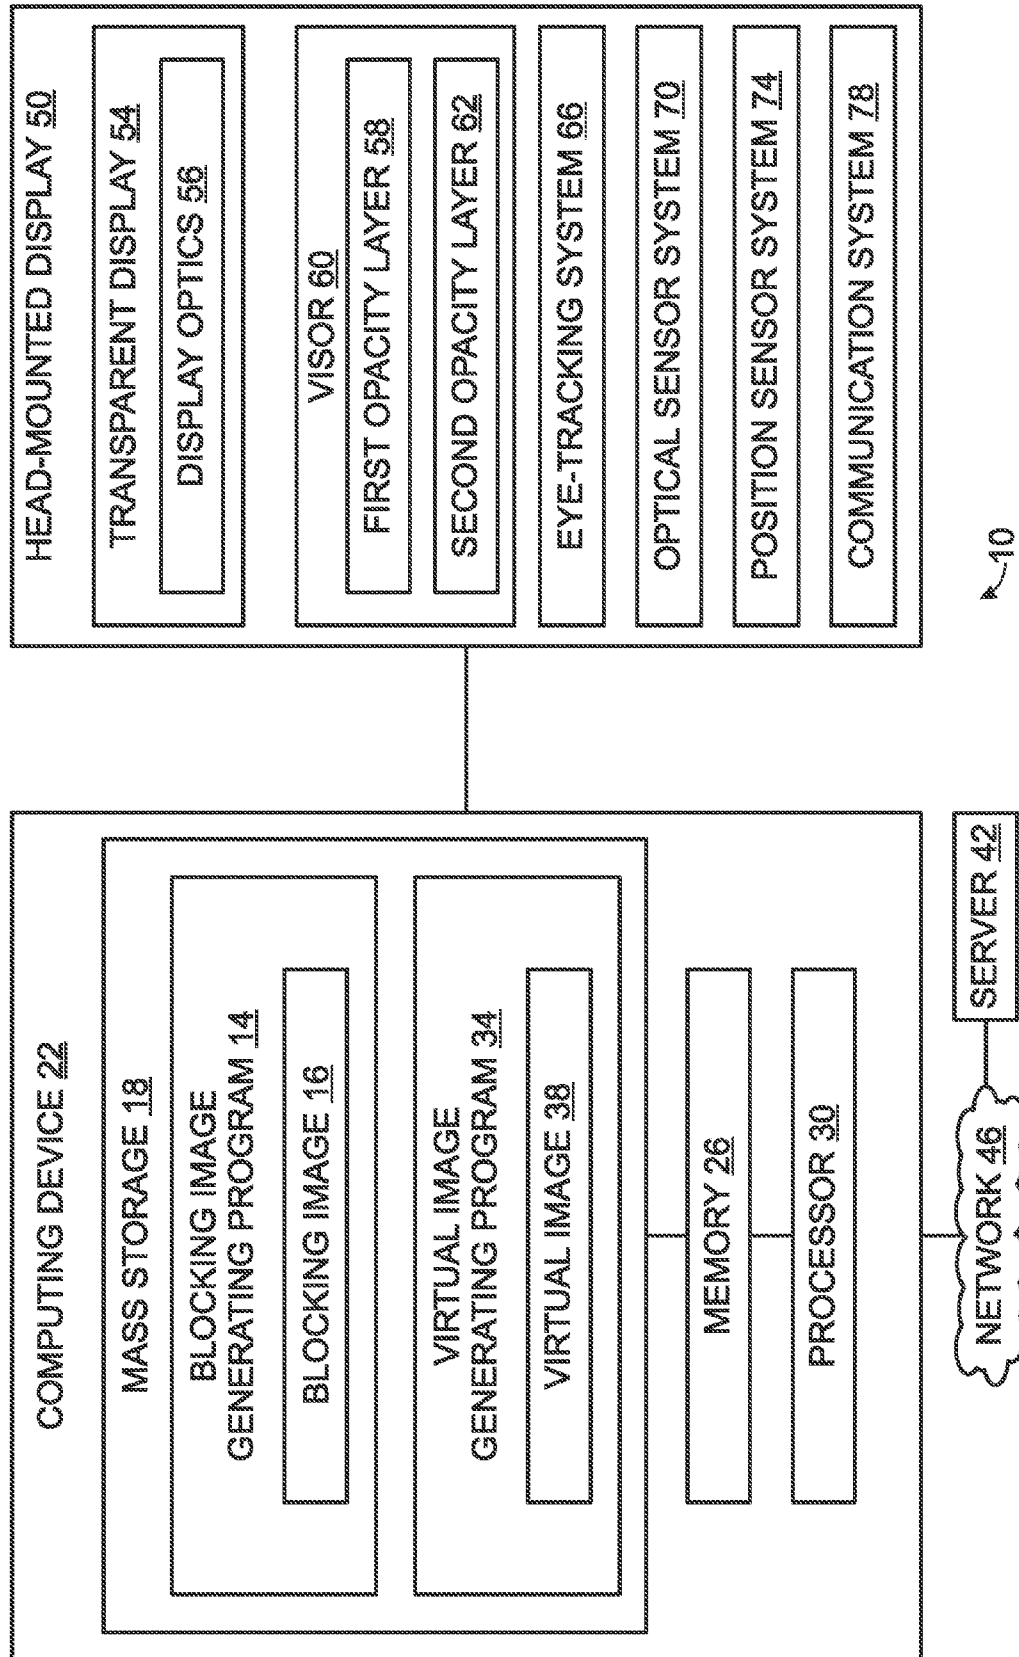 COMPUTING DEVICE 22
MASS STORAGE 18
BLOCKING IMAGE
GENERATING PROGRAM 14
BLOCKING IMAGE 16
VIRTUAL IMAGE
GENERATING PROGRAM 34
VIRTUAL IMAGE 38
MEMORY 26
PROCESSOR 30
NETWORK 46
SERVER 42
HEAD-MOUNTED DISPLAY 50
TRANSPARENT DISPLAY 54
DISPLAY OPTICS 56
VISOR 60
FIRST OPACITY LAYER 58
SECOND OPACITY LAYER 62
EYE-TRACKING SYSTEM 66
OPTICAL SENSOR SYSTEM 70
POSITION SENSOR SYSTEM 74
COMMUNICATION SYSTEM 78
10